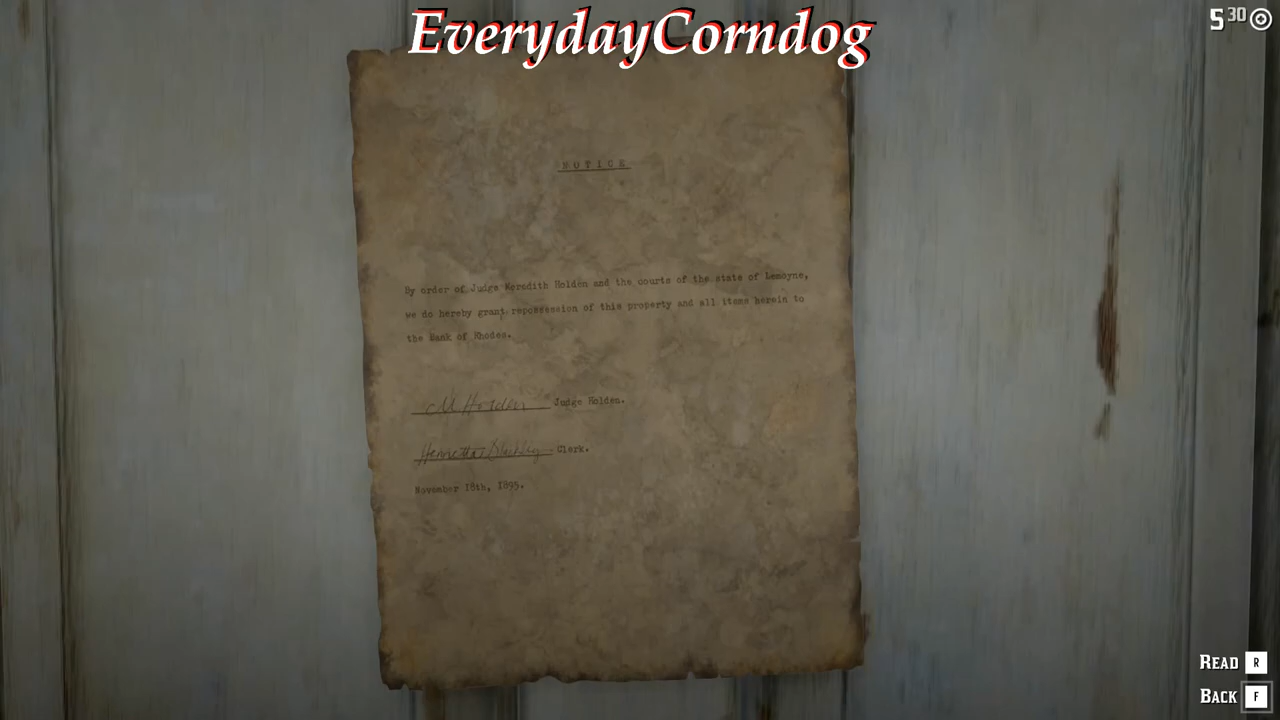 EverydayCorndog
5 30
NOTICE
By order of Judge Meredith Holden and the courts of the state of Lemoyne,
we do hereby grant repossession of this property and all items herein to
the Bank of Rhodes.
M Holden Judge Holden.
Henrietta Clerk.
November 18th, 1895.
READ R
BACK F